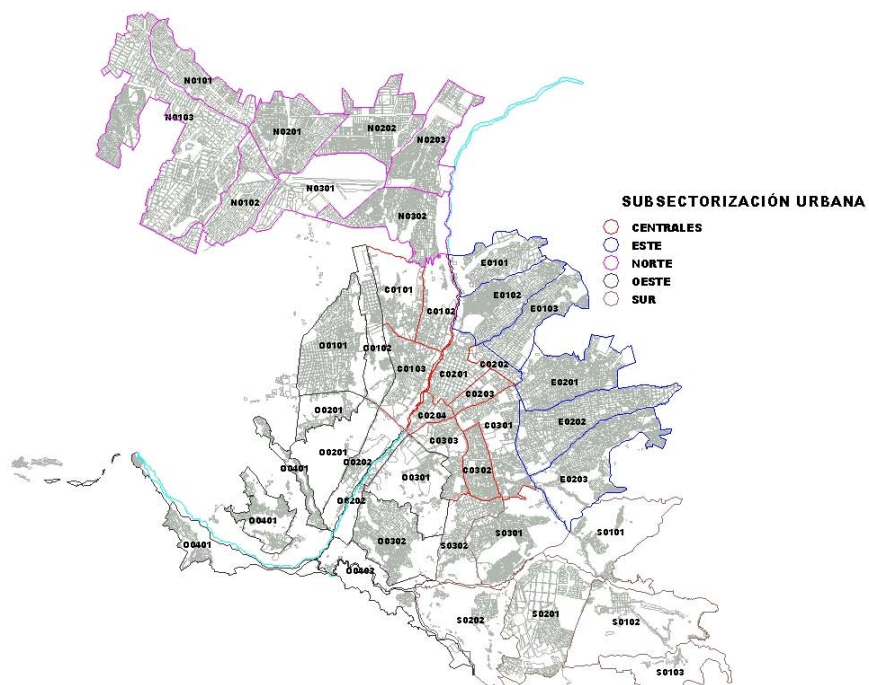 N0101
N0103
N0201
N0202
N0203
N0102
N0301
N0302
SUBSECTORIZACIÓN URBANA
CENTRALES
ESTE
NORTE
OESTE
SUR
E0101
C0101
E0102
C0102
E0103
O0101
O0102
C0103
C0201
C0202
E0201
C0203
O0201
C0204
C0301
E0202
C0303
O0201
O0202
O0401
C0302
O0301
E0203
O0202
O0401
O0401
O0302
S0302
S0301
S0101
O0402
S0202
S0201
S0102
S0103